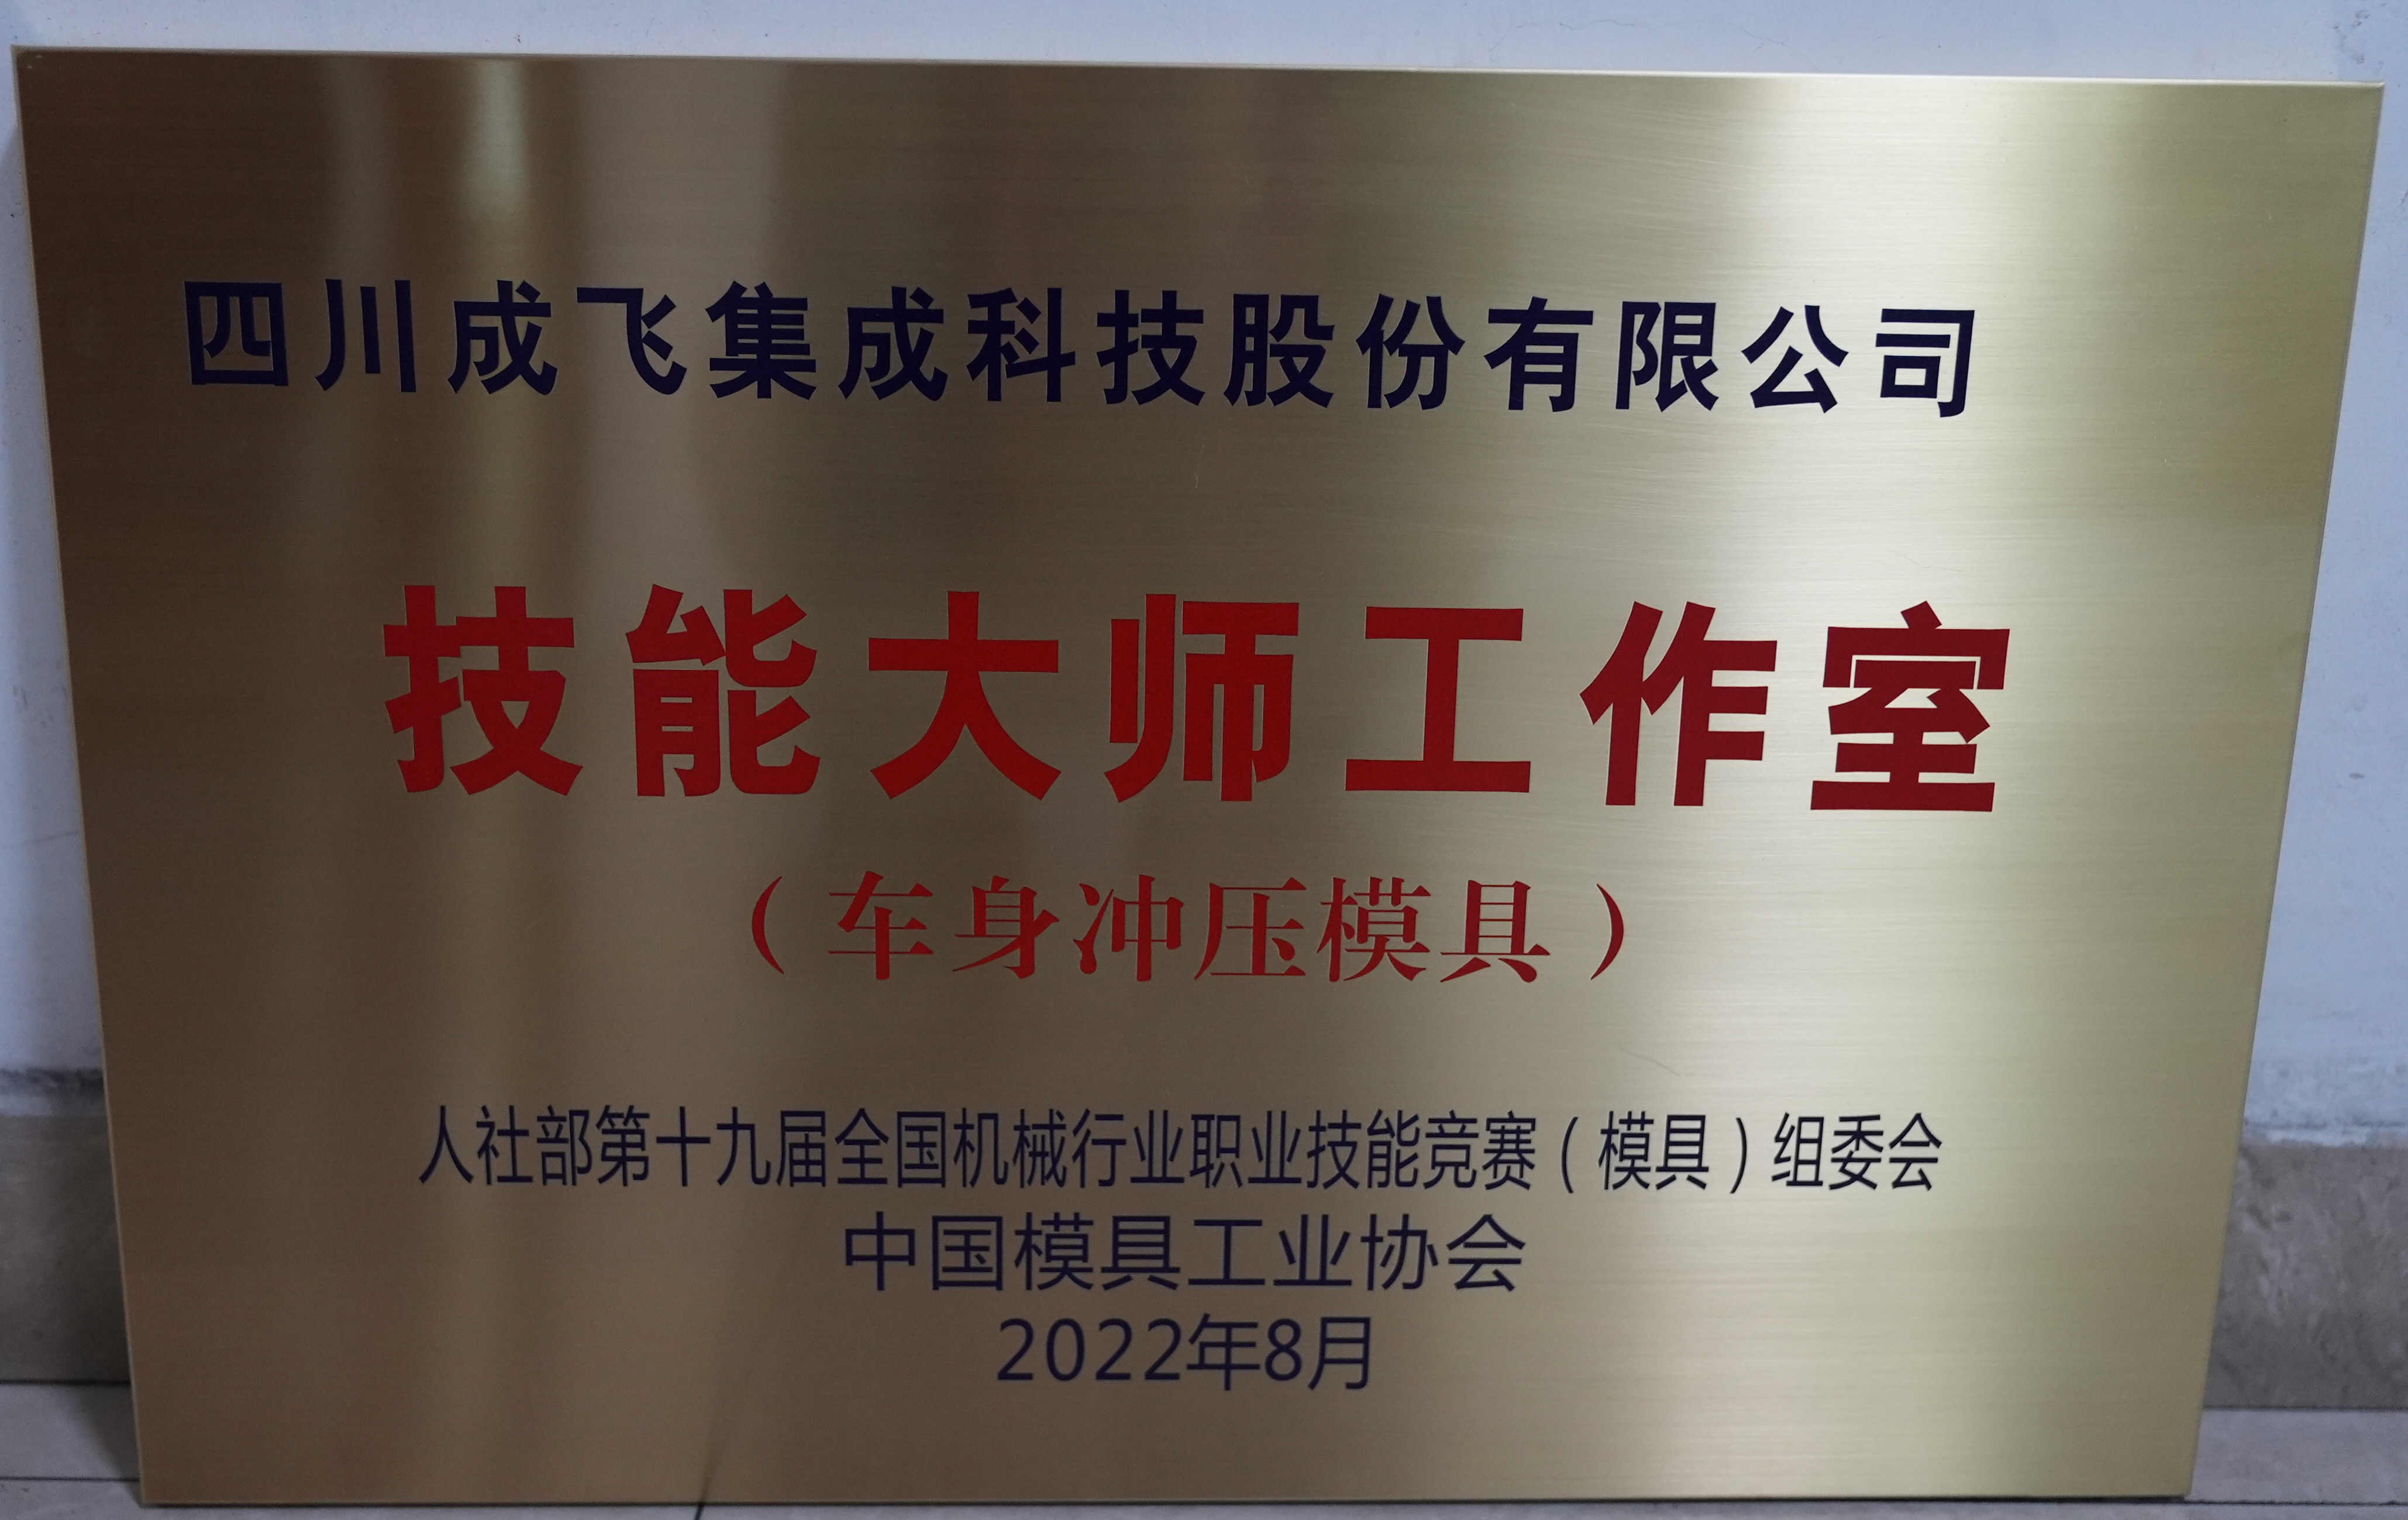 四川成飞集成科技股份有限公司
技能大师工作室
（车身冲压模具）
人社部第十九届全国机械行业职业技能竞赛（模具）组委会
中国模具工业协会
2022年8月